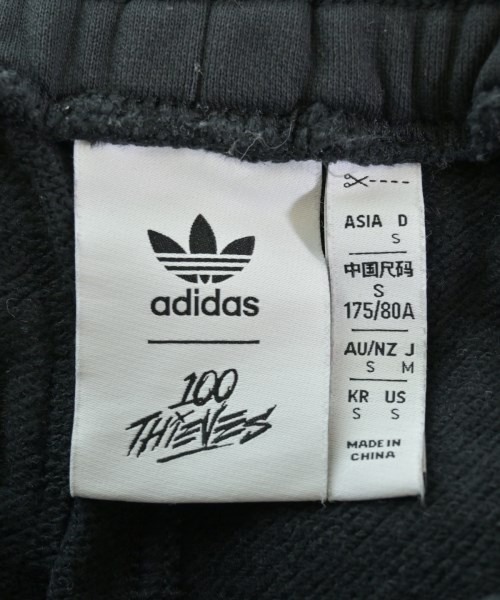 adidas
100
THIEVES
ASIA D
S
中国尺码
S
175/80A
AU/NZ J
S M
KR US
S S
MADE IN
CHINA